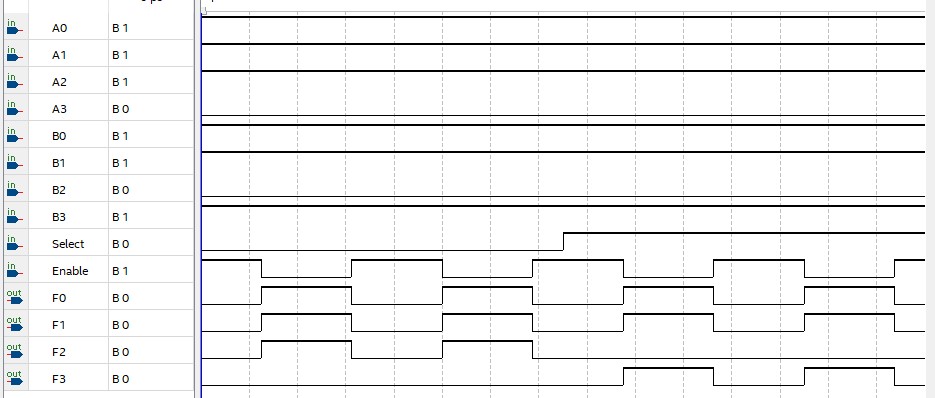 in A0 B 1
in A1 B 1
in A2 B 1
in A3 B 0
in B0 B 1
in B1 B 1
in B2 B 0
in B3 B 1
in Select B 0
in Enable B 1
out F0 B 0
out F1 B 0
out F2 B 0
out F3 B 0